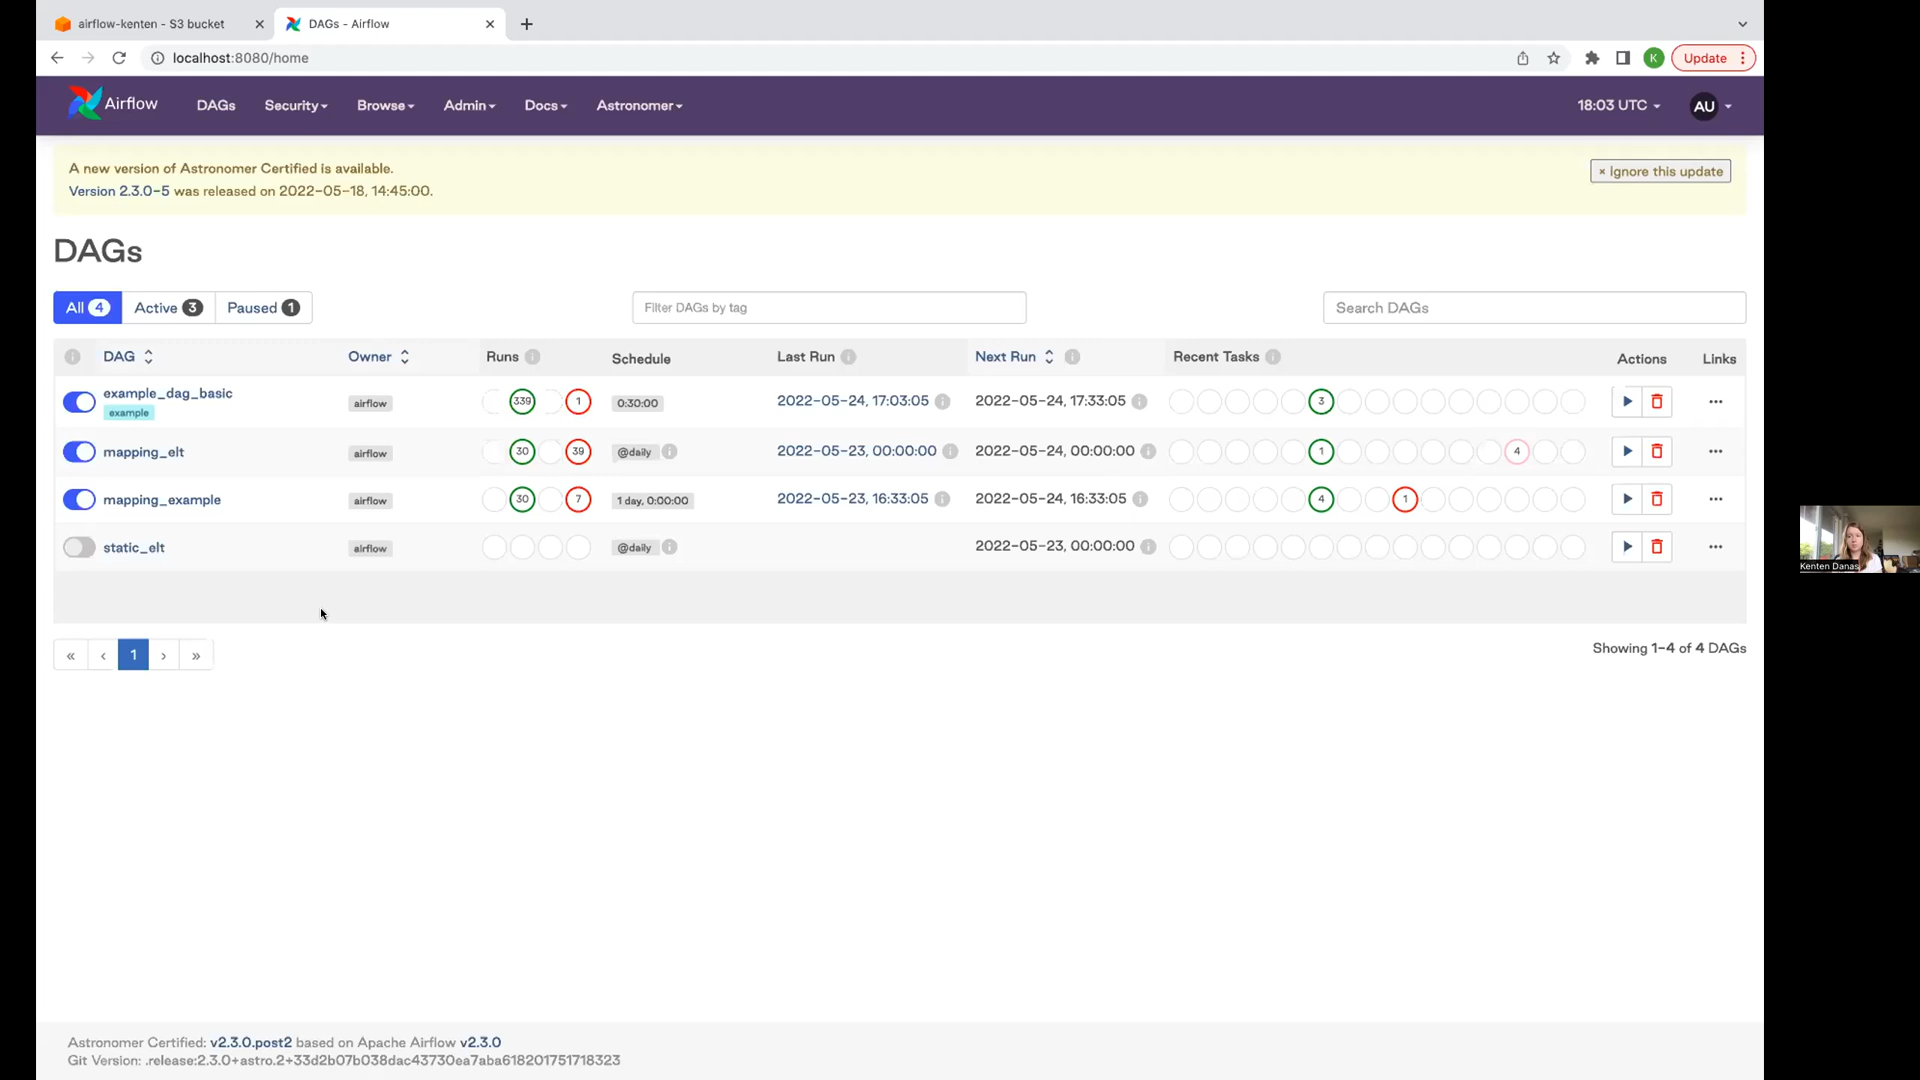 airflow-kenten - S3 bucket
DAGs - Airflow
localhost:8080/home
K
Update
Airflow
DAGs
Security
Browse
Admin
Docs
Astronomer
18:03 UTC
AU
A new version of Astronomer Certified is available.
Version 2.3.0-5 was released on 2022-05-18, 14:45:00.
× Ignore this update
DAGs
All 4
Active 3
Paused 1
Filter DAGs by tag
Search DAGs
DAG Owner Runs Schedule Last Run Next Run Recent Tasks Actions Links
example_dag_basic airflow 339 1 0:30:00 2022-05-24, 17:03:05 2022-05-24, 17:33:05 3
example
mapping_elt airflow 30 39 @daily 2022-05-23, 00:00:00 2022-05-24, 00:00:00 1 4
mapping_example airflow 30 7 1 day, 0:00:00 2022-05-23, 16:33:05 2022-05-24, 16:33:05 4 1
static_elt airflow @daily 2022-05-23, 00:00:00
« ‹ 1 › »
Showing 1-4 of 4 DAGs
Kenten Danas
Astronomer Certified: v2.3.0.post2 based on Apache Airflow v2.3.0
Git Version: .release:2.3.0+astro.2+33d2b07b038dac43730ea7aba618201751718323